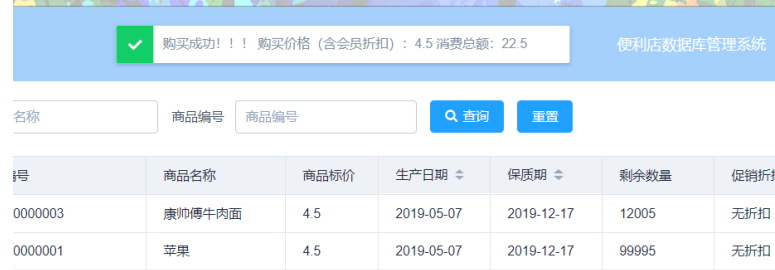 购买成功！！！ 购买价格（含会员折扣）：4.5 消费总额：22.5
便利店数据库管理系统
名称 商品编号 商品编号 查询 重置
号 商品名称 商品标价 生产日期 保质期 剩余数量 促销折扣
0000003 康帅傅牛肉面 4.5 2019-05-07 2019-12-17 12005 无折扣
0000001 苹果 4.5 2019-05-07 2019-12-17 99995 无折扣